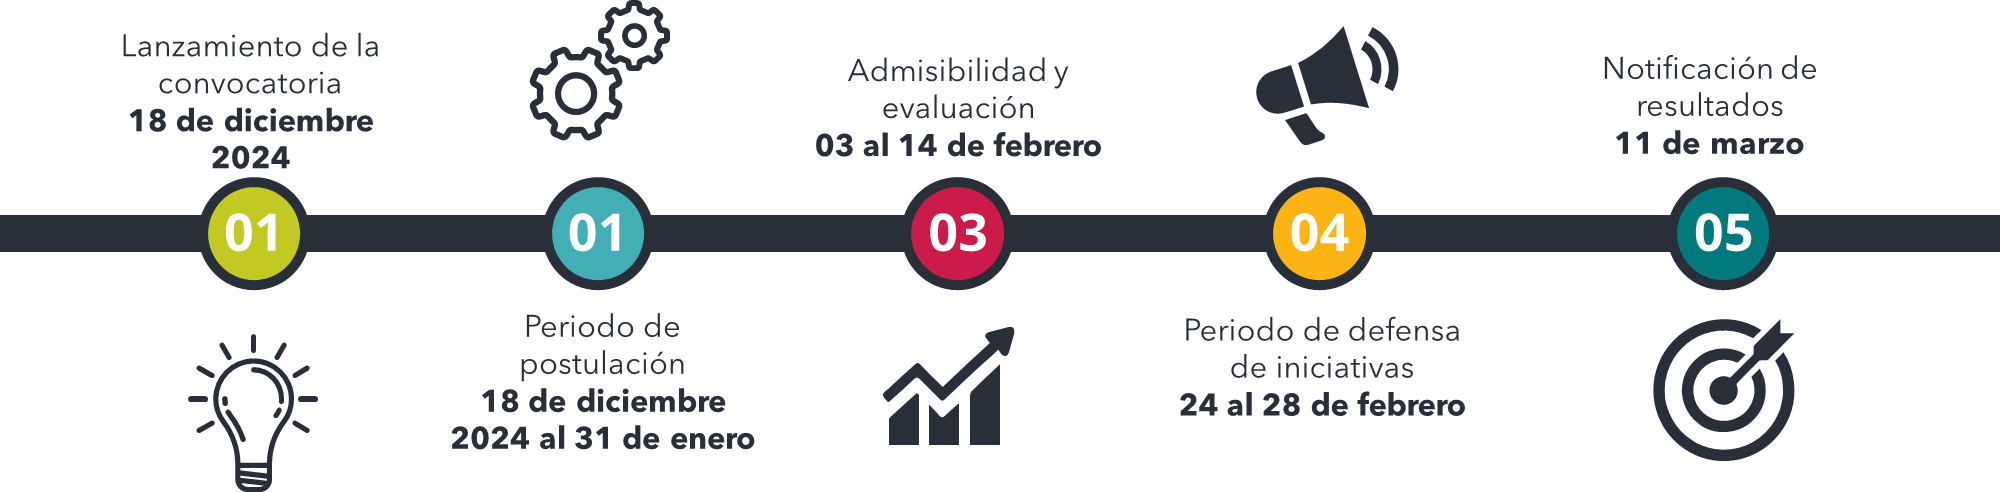 Lanzamiento de la
convocatoria
18 de diciembre
2024
01
01
Periodo de
postulación
18 de diciembre
2024 al 31 de enero
Admisibilidad y
evaluación
03 al 14 de febrero
03
04
Periodo de defensa
de iniciativas
24 al 28 de febrero
Notificación de
resultados
11 de marzo
05